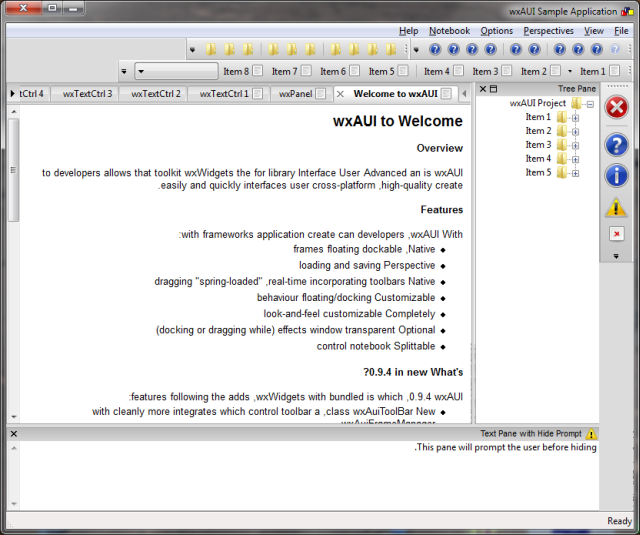 wxAUI Sample Application
Help Notebook Options Perspectives View File
Item 8 Item 7 Item 6 Item 5 Item 4 Item 3 Item 2 Item 1
tCtrl 4 wxTextCtrl 3 wxTextCtrl 2 wxTextCtrl 1 wxPanel Welcome to wxAUI
wxAUI to Welcome
Overview
to developers allows that toolkit wxWidgets the for library Interface User Advanced an is wxAUI
.easily and quickly interfaces user cross-platform ,high-quality create
Features
:with frameworks application create can developers ,wxAUI With
frames floating dockable ,Native
loading and saving Perspective
dragging "spring-loaded" ,real-time incorporating toolbars Native
behaviour floating/docking Customizable
look-and-feel customizable Completely
(docking or dragging while) effects window transparent Optional
control notebook Splittable
?0.9.4 in new What's
:features following the adds ,wxWidgets with bundled is which ,0.9.4 wxAUI
with cleanly more integrates which control toolbar a ,class wxAuiToolBar New
wxAuiFrameManager
Tree Pane
wxAUI Project
Item 1
Item 2
Item 3
Item 4
Item 5
Text Pane with Hide Prompt
.This pane will prompt the user before hiding
Ready